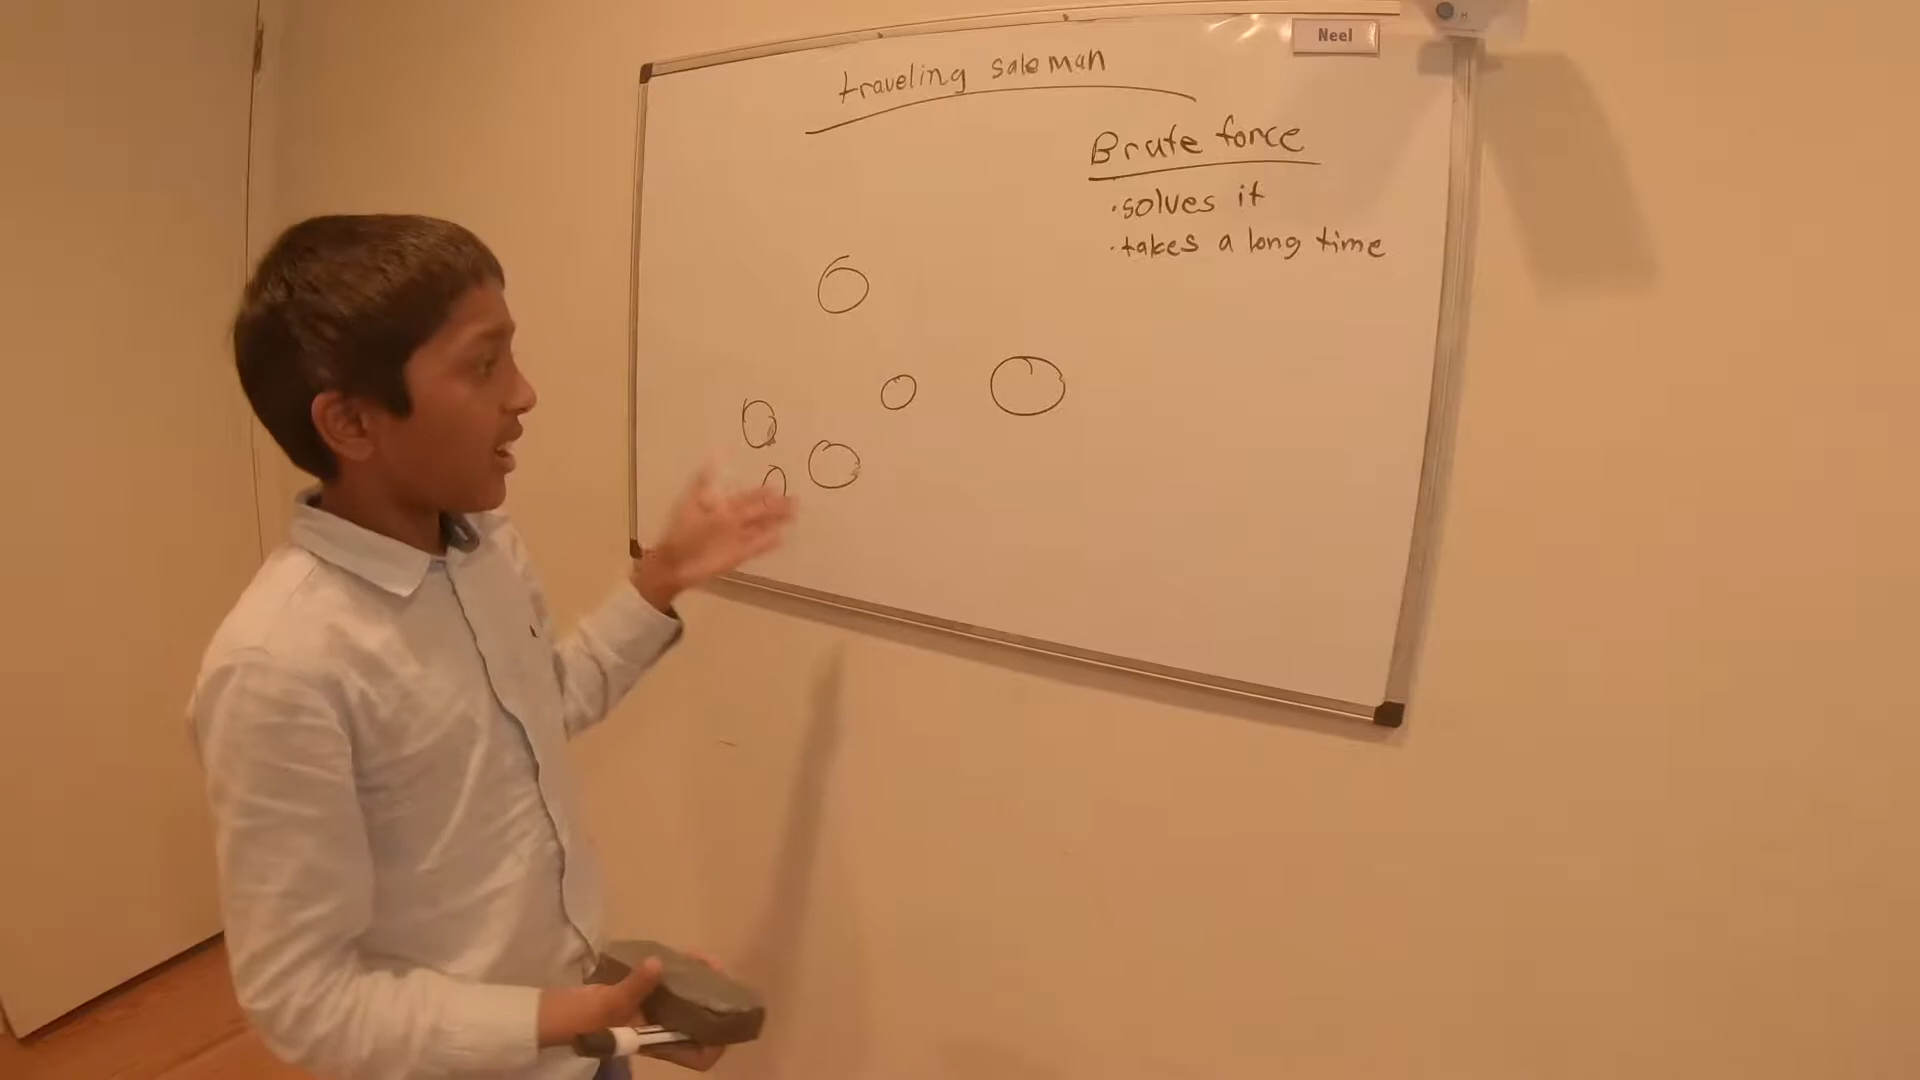 Neel
traveling saleman
Brute force
·solves it
·takes a long time